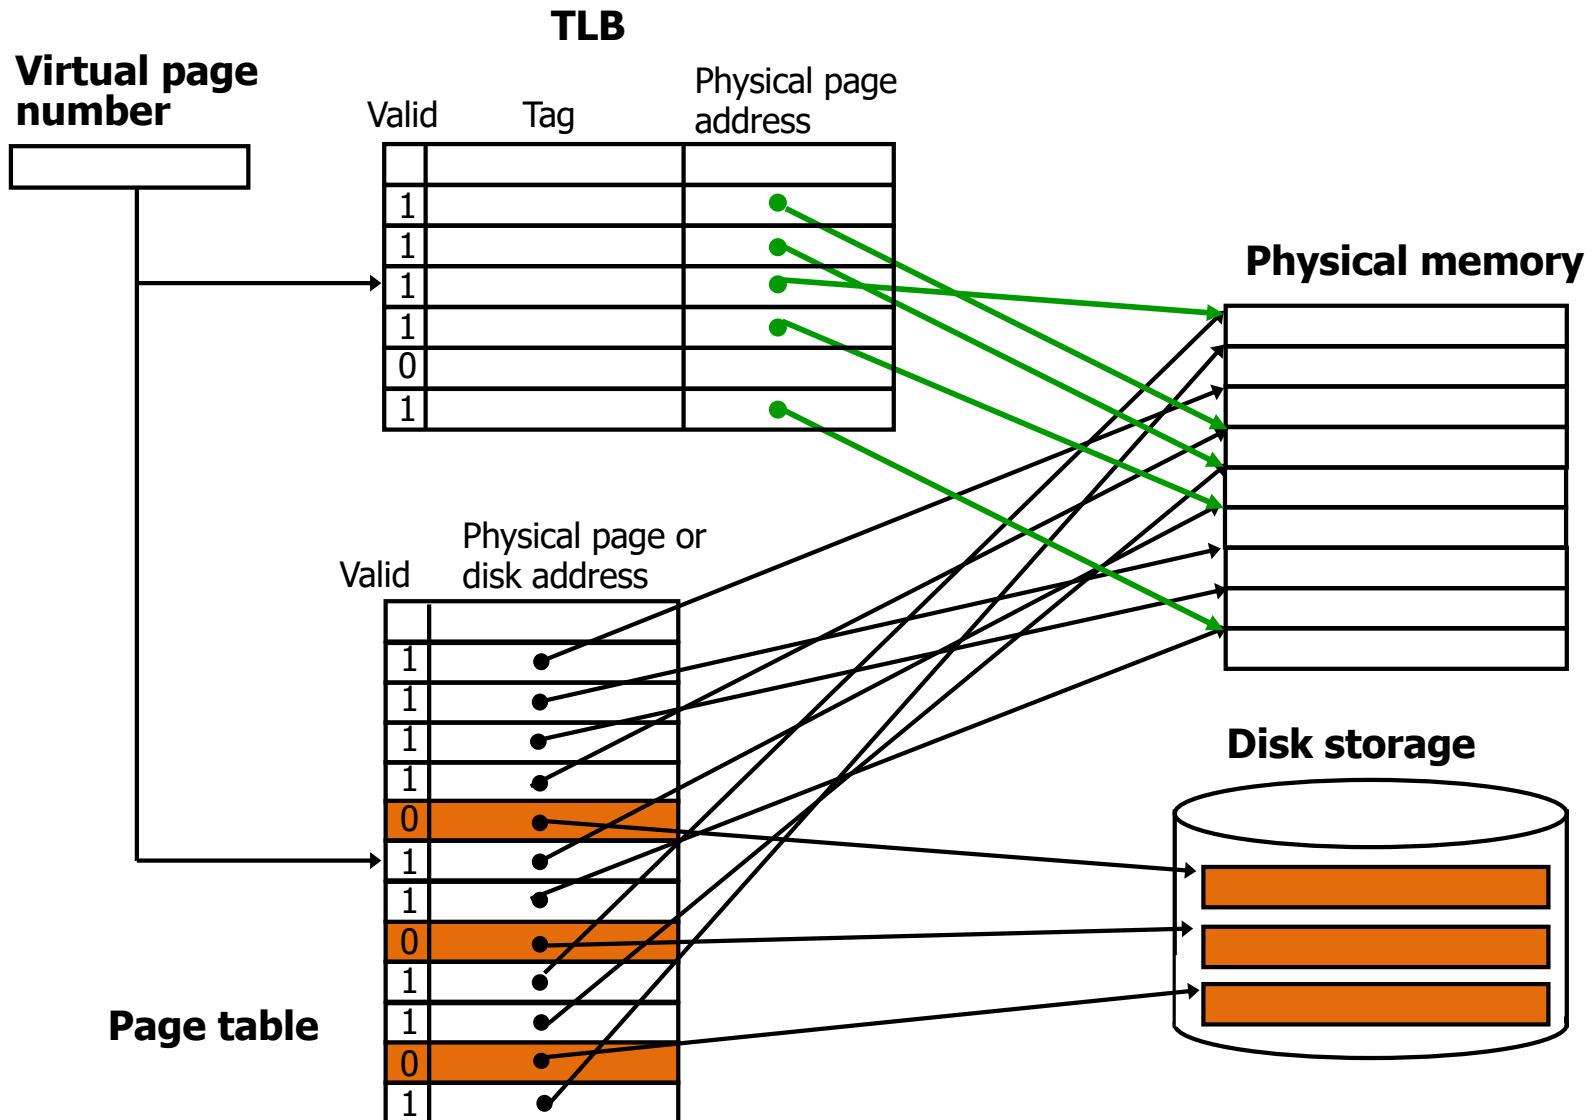 TLB
Virtual page
number
Valid
Tag
Physical page
address
1
1
1
1
0
1
Physical memory
Physical page or
disk address
Valid
1
1
1
1
0
1
1
0
1
1
0
1
Disk storage
Page table